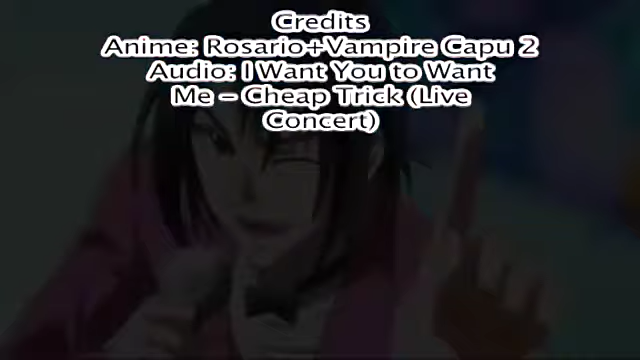 Credits
Anime: Rosario+Vampire Capu 2
Audio: I Want You to Want
Me – Cheap Trick (Live
Concert)